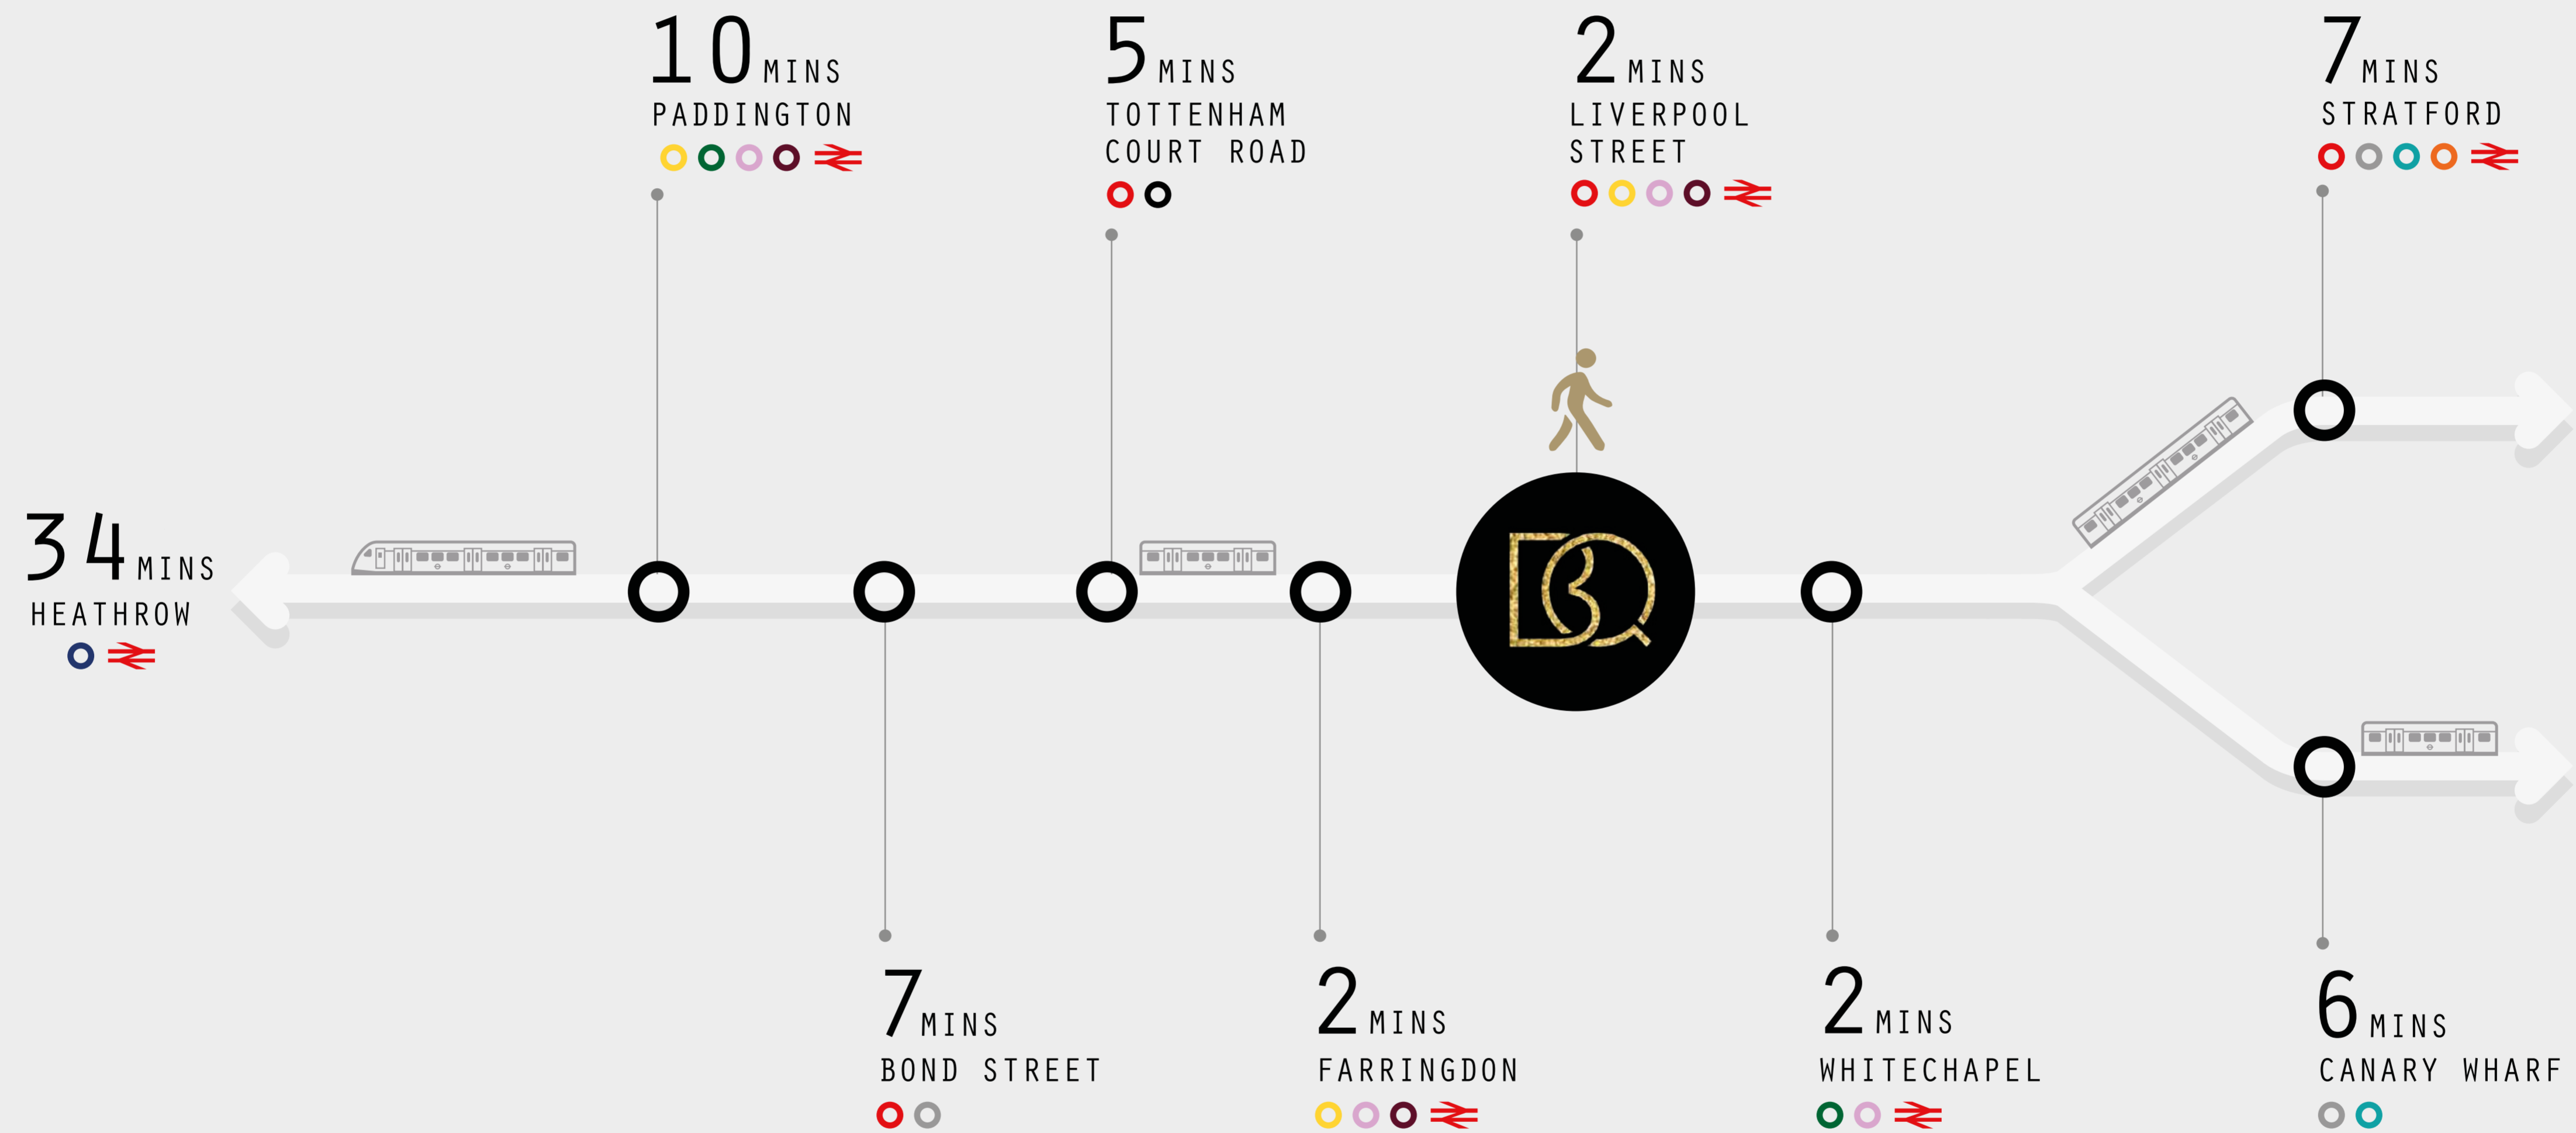 10 MINS
PADDINGTON
5 MINS
TOTTENHAM
COURT ROAD
2 MINS
LIVERPOOL
STREET
7 MINS
STRATFORD
34 MINS
HEATHROW
BQ
7 MINS
BOND STREET
2 MINS
FARRINGDON
2 MINS
WHITECHAPEL
6 MINS
CANARY WHARF